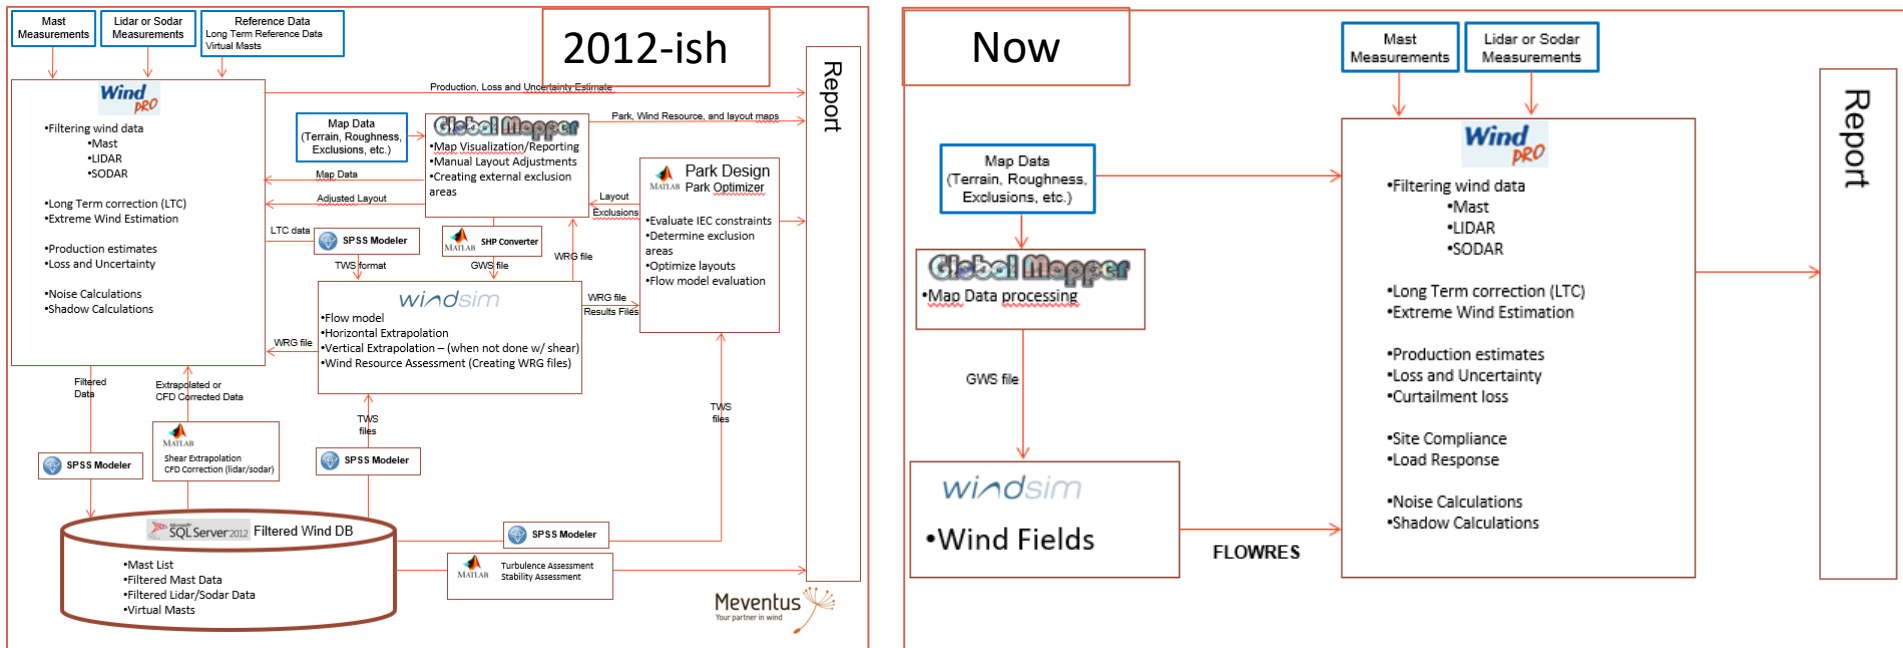 2012-ish
Mast
Measurements
Lidar or Sodar
Measurements
Reference Data
Long Term Reference Data
Virtual Masts
Wind
PRO
•Filtering wind data
•Mast
•LIDAR
•SODAR
•Long Term correction (LTC)
•Extreme Wind Estimation
•Production estimates
•Loss and Uncertainty
•Noise Calculations
•Shadow Calculations
Production, Loss and Uncertainty Estimate
Map Data
(Terrain, Roughness,
Exclusions, etc.)
Global Mapper
•Map Visualization/Reporting
•Manual Layout Adjustments
•Creating external exclusion
areas
Park, Wind Resource, and layout maps
Map Data
Adjusted Layout
LTC data
SPSS Modeler
TWS format
MATLAB
SHP Converter
GWS file
WRG file
Layout
Exclusions
MATLAB
Park Design
Park Optimizer
•Evaluate IEC constraints
•Determine exclusion
areas
•Optimize layouts
•Flow model evaluation
windsim
•Flow model
•Horizontal Extrapolation
•Vertical Extrapolation – (when not done w/ shear)
•Wind Resource Assessment (Creating WRG files)
WRG file
Results Files
WRG file
Filtered
Data
Extrapolated or
CFD Corrected Data
TWS
files
TWS
files
SPSS Modeler
MATLAB
Shear Extrapolation
CFD Correction (lidar/sodar)
SPSS Modeler
Microsoft
SQL Server 2012
Filtered Wind DB
•Mast List
•Filtered Mast Data
•Filtered Lidar/Sodar Data
•Virtual Masts
SPSS Modeler
MATLAB
Turbulence Assessment
Stability Assessment
Report
Meventus
Your partner in wind
Now
Mast
Measurements
Lidar or Sodar
Measurements
Map Data
(Terrain, Roughness,
Exclusions, etc.)
Global Mapper
•Map Data processing
GWS file
windsim
•Wind Fields
FLOWRES
Wind
PRO
•Filtering wind data
•Mast
•LIDAR
•SODAR
•Long Term correction (LTC)
•Extreme Wind Estimation
•Production estimates
•Loss and Uncertainty
•Curtailment loss
•Site Compliance
•Load Response
•Noise Calculations
•Shadow Calculations
Report